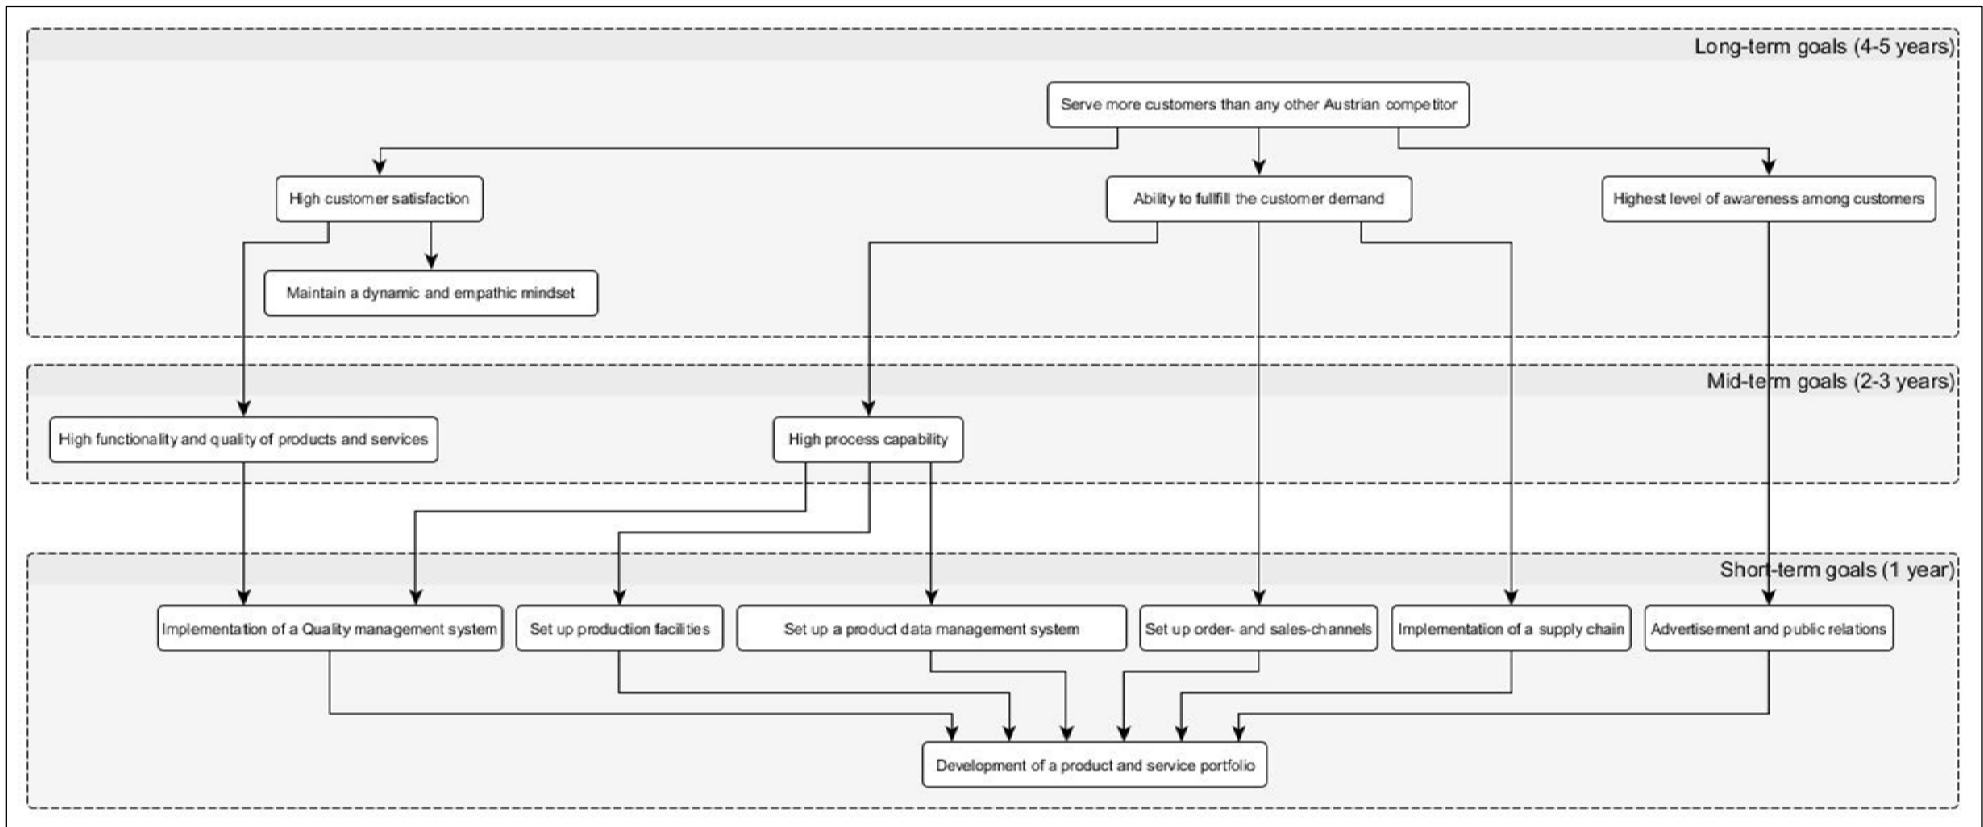 Long-term goals (4-5 years)
Serve more customers than any other Austrian competitor
High customer satisfaction
Ability to fullfill the customer demand
Highest level of awareness among customers
Maintain a dynamic and empathic mindset
Mid-term goals (2-3 years)
High functionality and quality of products and services
High process capability
Short-term goals (1 year)
Implementation of a Quality management system
Set up production facilities
Set up a product data management system
Set up order- and sales-channels
Implementation of a supply chain
Advertisement and public relations
Development of a product and service portfolio